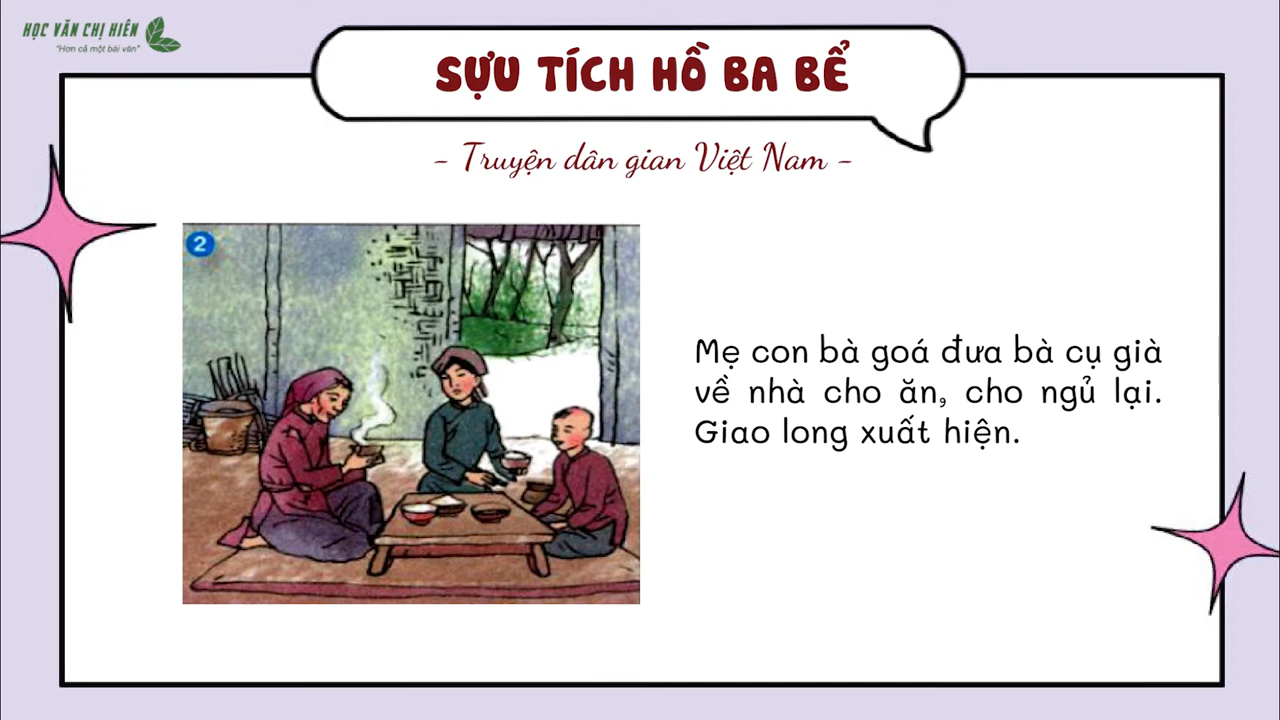 HỌC VĂN CHỊ HIÊN
"Hơn cả một bài văn"
SỰU TÍCH HỒ BA BỂ
- Truyện dân gian Việt Nam -
2
Mẹ con bà goá đưa bà cụ già
về nhà cho ăn, cho ngủ lại.
Giao long xuất hiện.